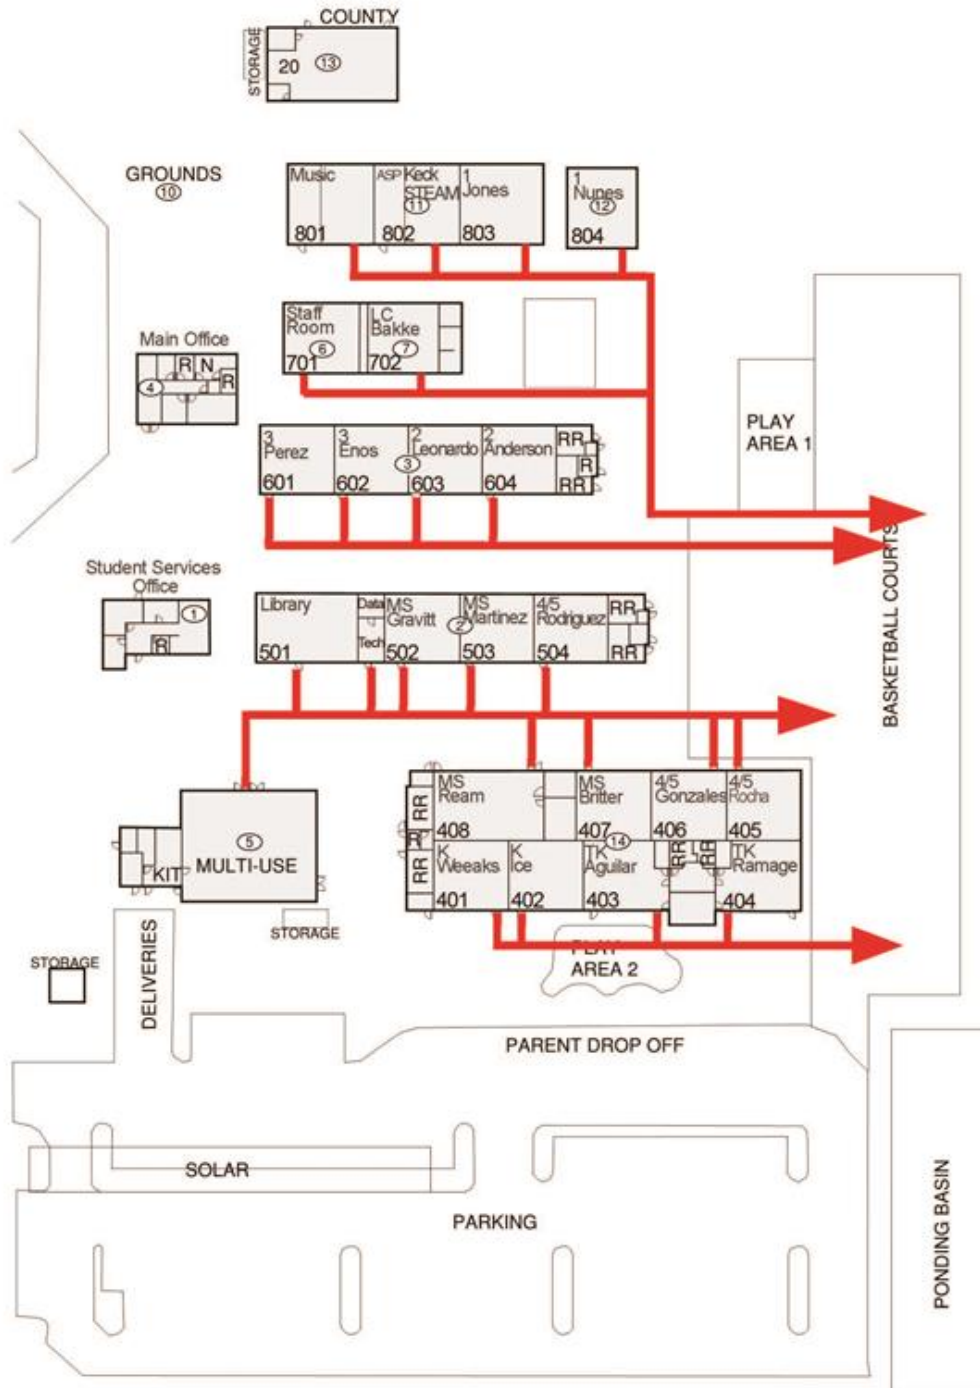 COUNTY
STORAGE
20
13
GROUNDS
10
Music
ASP
Keck
STEAM
11
1
Jones
1
Nunes
12
801
802
803
804
Staff
Room
6
701
LC
Bakke
7
702
Main Office
R
N
R
4
PLAY
AREA 1
3
Perez
601
3
Enos
602
3
2
Leonardo
603
2
Anderson
604
RR
R
RR
BASKETBALL COURTS
Student Services
Office
1
R
Library
501
Data
Tech
MS
Gravitt
502
2
MS
Martinez
503
4/5
Rodriguez
504
RR
RR
MS
Ream
408
MS
Britter
407
4/5
Gonzales
406
4/5
Rocha
405
RR
R
RR
14
K
Weeaks
401
K
Ice
402
TK
Aguilar
403
RR
RR
TK
Ramage
404
5
MULTI-USE
KIT
STORAGE
STORAGE
DELIVERIES
PLAY
AREA 2
PARENT DROP OFF
SOLAR
PARKING
PONDING BASIN